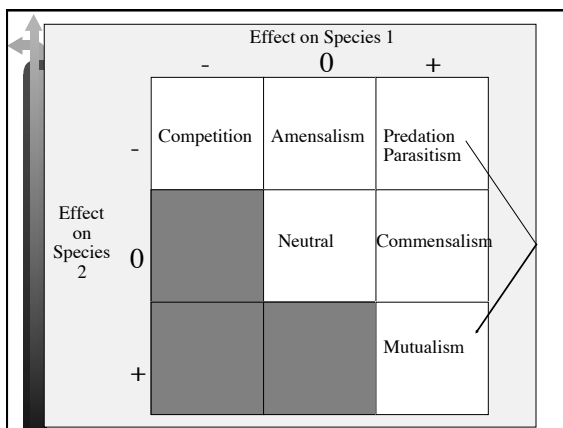 Effect on Species 1
- 0 +
- Competition Amensalism Predation
Parasitism
Effect
on
Species
2
0 Neutral Commensalism
+ Mutualism